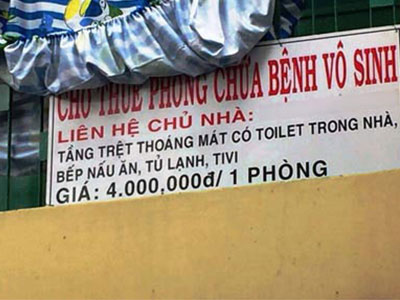 CHO THUÊ PHÒNG CHỮA BỆNH VÔ SINH
LIÊN HỆ CHỦ NHÀ:
TẦNG TRỆT THOÁNG MÁT CÓ TOILET TRONG NHÀ,
BẾP NẤU ĂN, TỦ LẠNH, TIVI
GIÁ: 4.000,000đ/ 1 PHÒNG